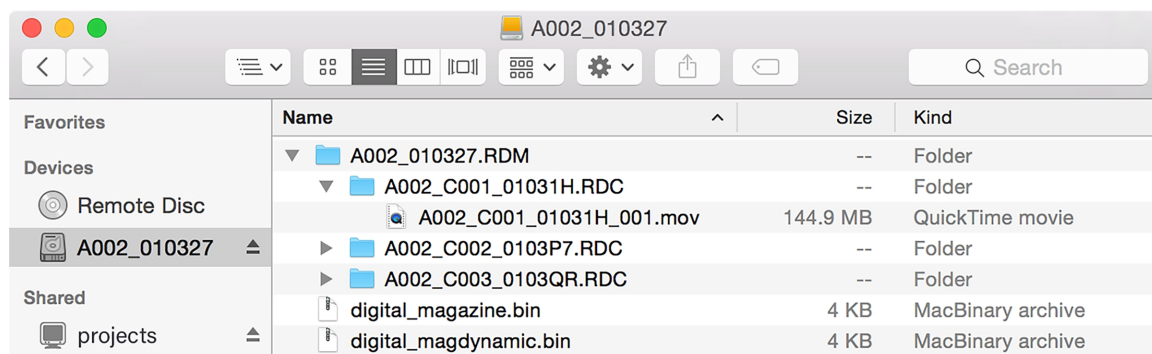 A002_010327
Search
Favorites
Devices
Remote Disc
A002_010327
Shared
projects
Name Size Kind
A002_010327.RDM -- Folder
A002_C001_01031H.RDC -- Folder
A002_C001_01031H_001.mov 144.9 MB QuickTime movie
A002_C002_0103P7.RDC -- Folder
A002_C003_0103QR.RDC -- Folder
digital_magazine.bin 4 KB MacBinary archive
digital_magdynamic.bin 4 KB MacBinary archive